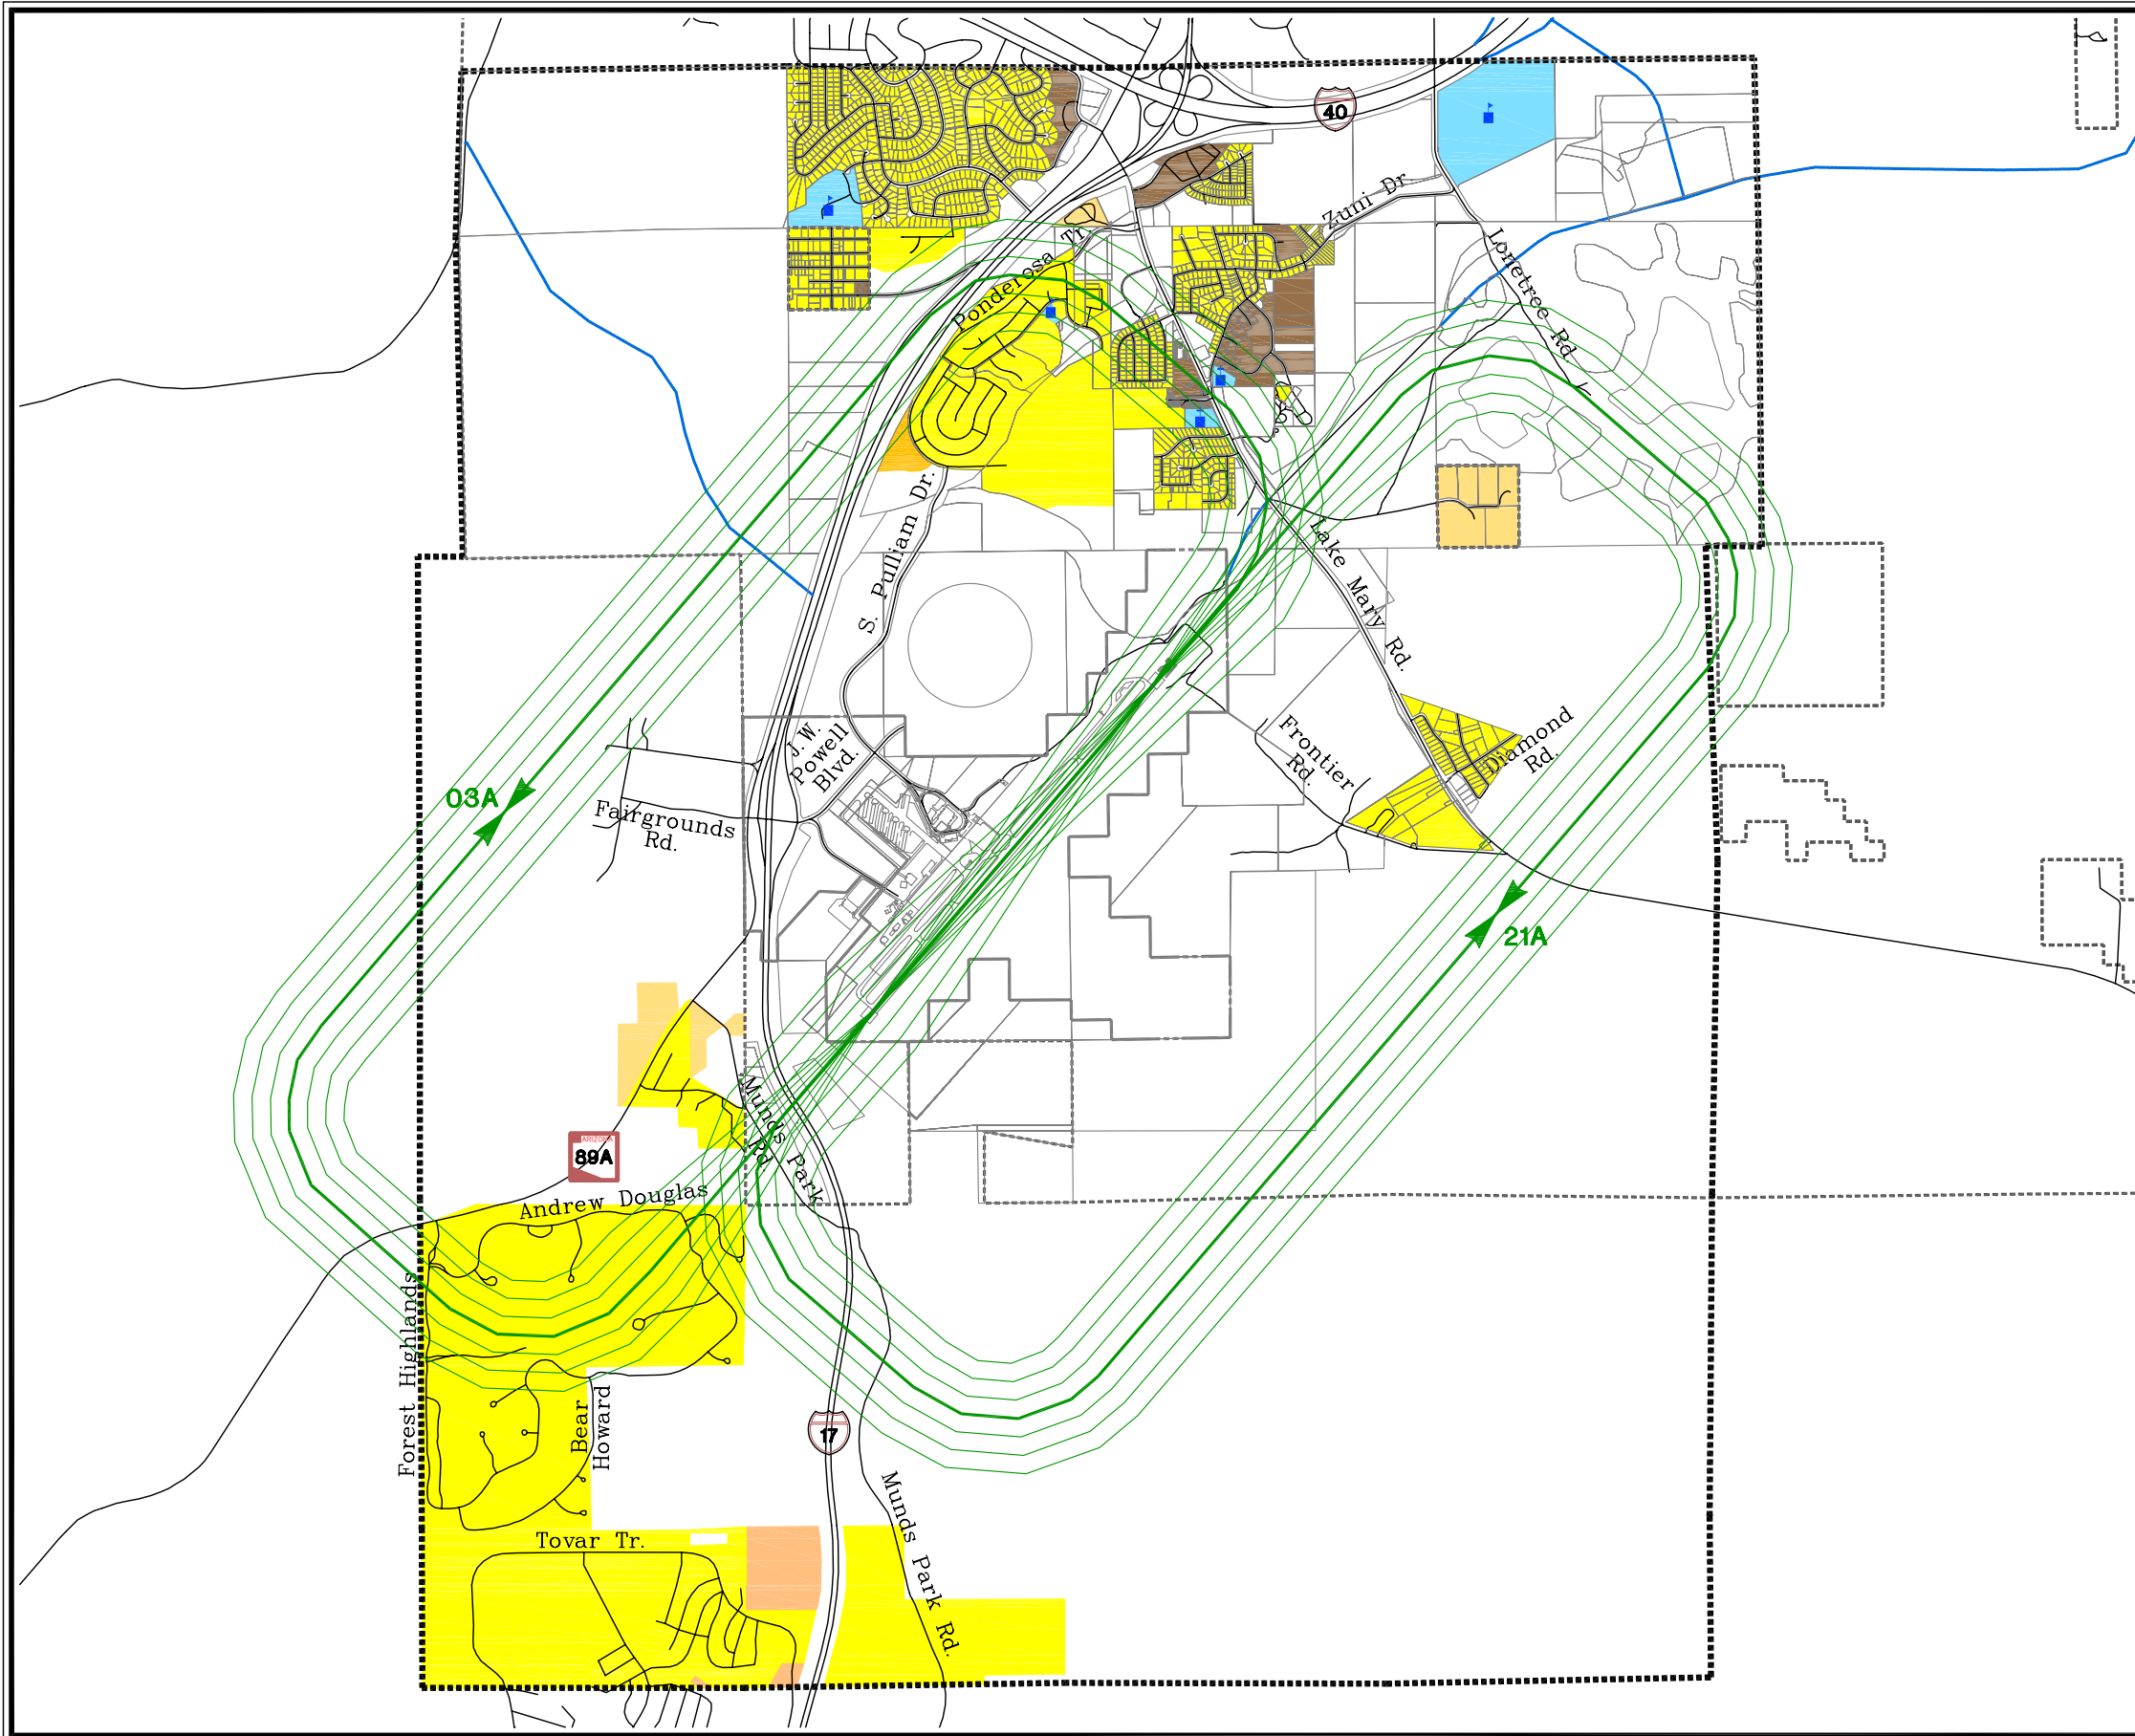 40
Zuni Dr.
Ponderosa Tr.
Lonetree Rd.
S. Pulliam Dr.
Lake Mary Rd.
J.W.
Powell
Blvd.
Frontier
Rd.
Diamond
Rd.
03A
Fairgrounds
Rd.
21A
Munds Park
Rd.
ARIZONA
89A
Andrew Douglas
Forest Highlands
Bear
Howard
17
Munds Park Rd.
Tovar Tr.